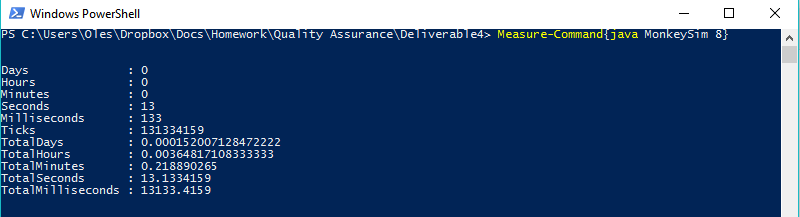 Windows PowerShell
PS C:\Users\Oles\Dropbox\Docs\Homework\Quality Assurance\Deliverable4> Measure-Command{java MonkeySim 8}
Days              : 0
Hours             : 0
Minutes           : 0
Seconds           : 13
Milliseconds      : 133
Ticks             : 131334159
TotalDays         : 0.000152007128472222
TotalHours        : 0.00364817108333333
TotalMinutes      : 0.218890265
TotalSeconds      : 13.1334159
TotalMilliseconds : 13133.4159